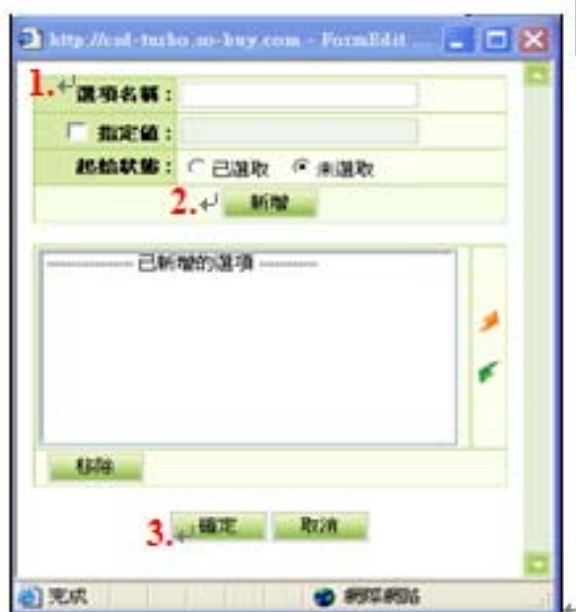 http://csd-turbo.so-buy.com - FormEdit ...
1.↵ 選項名稱：
指定值：
起始狀態： 已選取 未選取
2.↵ 新增
--------------- 已新增的選項 ----------
移除
3.↵ 確定 取消
完成 網際網路